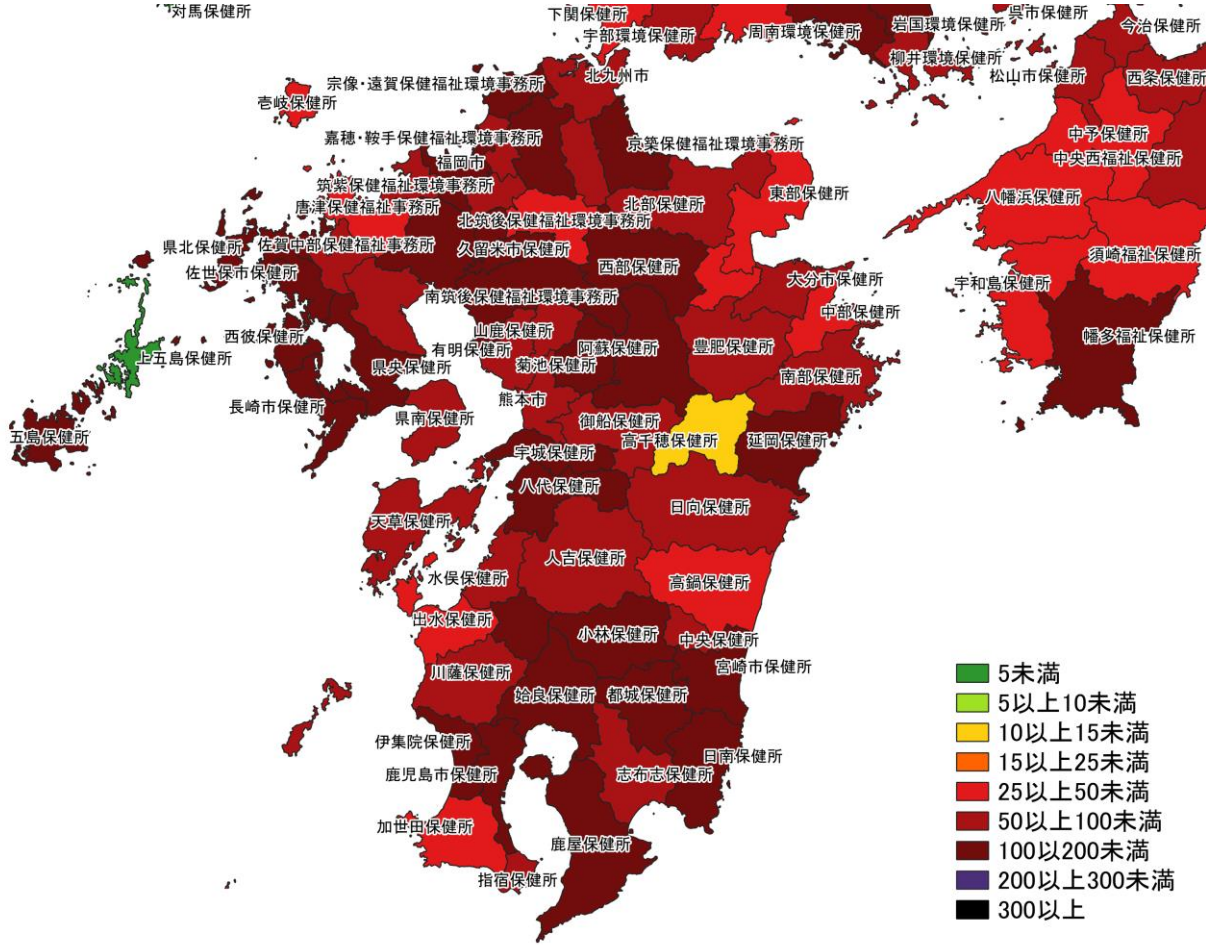 対馬保健所
下関保健所
宇部環境保健所
周南環境保健所
岩国環境保健所
呉市保健所
今治保健所
柳井環境保健所
松山市保健所
西条保健所
北九州市
宗像・遠賀保健福祉環境事務所
壱岐保健所
嘉穂・鞍手保健福祉環境事務所
京築保健福祉環境事務所
中予保健所
福岡市
中央西福祉保健所
筑紫保健福祉環境事務所
東部保健所
八幡浜保健所
唐津保健福祉事務所
北部保健所
北筑後保健福祉環境事務所
県北保健所
佐賀中部保健福祉事務所
久留米市保健所
須崎福祉保健所
佐世保市保健所
西部保健所
大分市保健所
宇和島保健所
南筑後保健福祉環境事務所
中部保健所
西彼保健所
山鹿保健所
幡多福祉保健所
上五島保健所
有明保健所
阿蘇保健所
豊肥保健所
県央保健所
菊池保健所
南部保健所
長崎市保健所
熊本市
県南保健所
御船保健所
五島保健所
高千穂保健所
延岡保健所
宇城保健所
八代保健所
日向保健所
天草保健所
人吉保健所
水俣保健所
高鍋保健所
出水保健所
小林保健所
中央保健所
宮崎市保健所
川薩保健所
姶良保健所
都城保健所
伊集院保健所
日南保健所
鹿児島市保健所
志布志保健所
加世田保健所
鹿屋保健所
指宿保健所
5未満
5以上10未満
10以上15未満
15以上25未満
25以上50未満
50以上100未満
100以200未満
200以上300未満
300以上